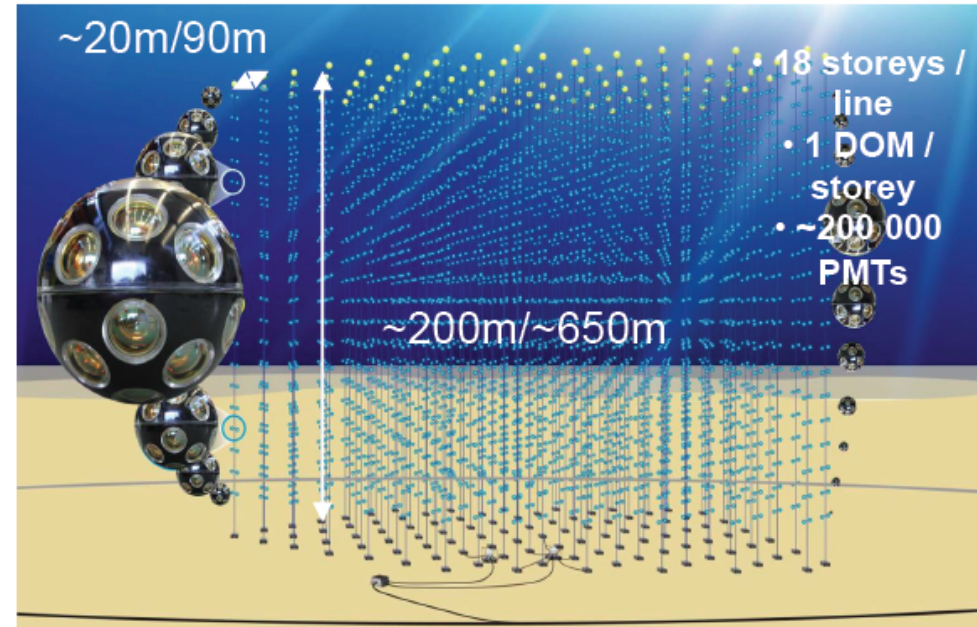 ~20m/90m
• 18 storeys /
line
• 1 DOM /
storey
• ~200 000
PMTs
~200m/~650m